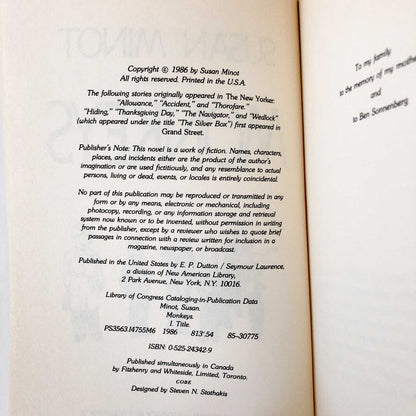 Copyright © 1986 by Susan Minot
All rights reserved. Printed in the U.S.A.
The following stories originally appeared in The New Yorker:
"Allowance," "Accident," and "Thorofare."
"Hiding," "Thanksgiving Day," "The Navigator," and "Wedlock"
(which appeared under the title "The Silver Box") first appeared in
Grand Street.
Publisher's Note: This novel is a work of fiction. Names, characters,
places, and incidents either are the product of the author's
imagination or are used fictitiously, and any resemblance to actual
persons, living or dead, events, or locales is entirely coincidental.
No part of this publication may be reproduced or transmitted in any
form or by any means, electronic or mechanical, including
photocopy, recording, or any information storage and retrieval
system now known or to be invented, without permission in writing
from the publisher, except by a reviewer who wishes to quote brief
passages in connection with a review written for inclusion in a
magazine, newspaper, or broadcast.
Published in the United States by E. P. Dutton / Seymour Lawrence,
a division of New American Library,
2 Park Avenue, New York, N.Y. 10016.
Library of Congress Cataloging-in-Publication Data
Minot, Susan.
Monkeys.
I. Title.
PS3563.I4755M6 1986 813'.54 85-30775
ISBN: 0-525-24342-9
Published simultaneously in Canada
by Fitzhenry and Whiteside, Limited, Toronto.
COBE
Designed by Steven N. Stathakis
To my family
to the memory of my mothe
and
to Ben Sonnenberg